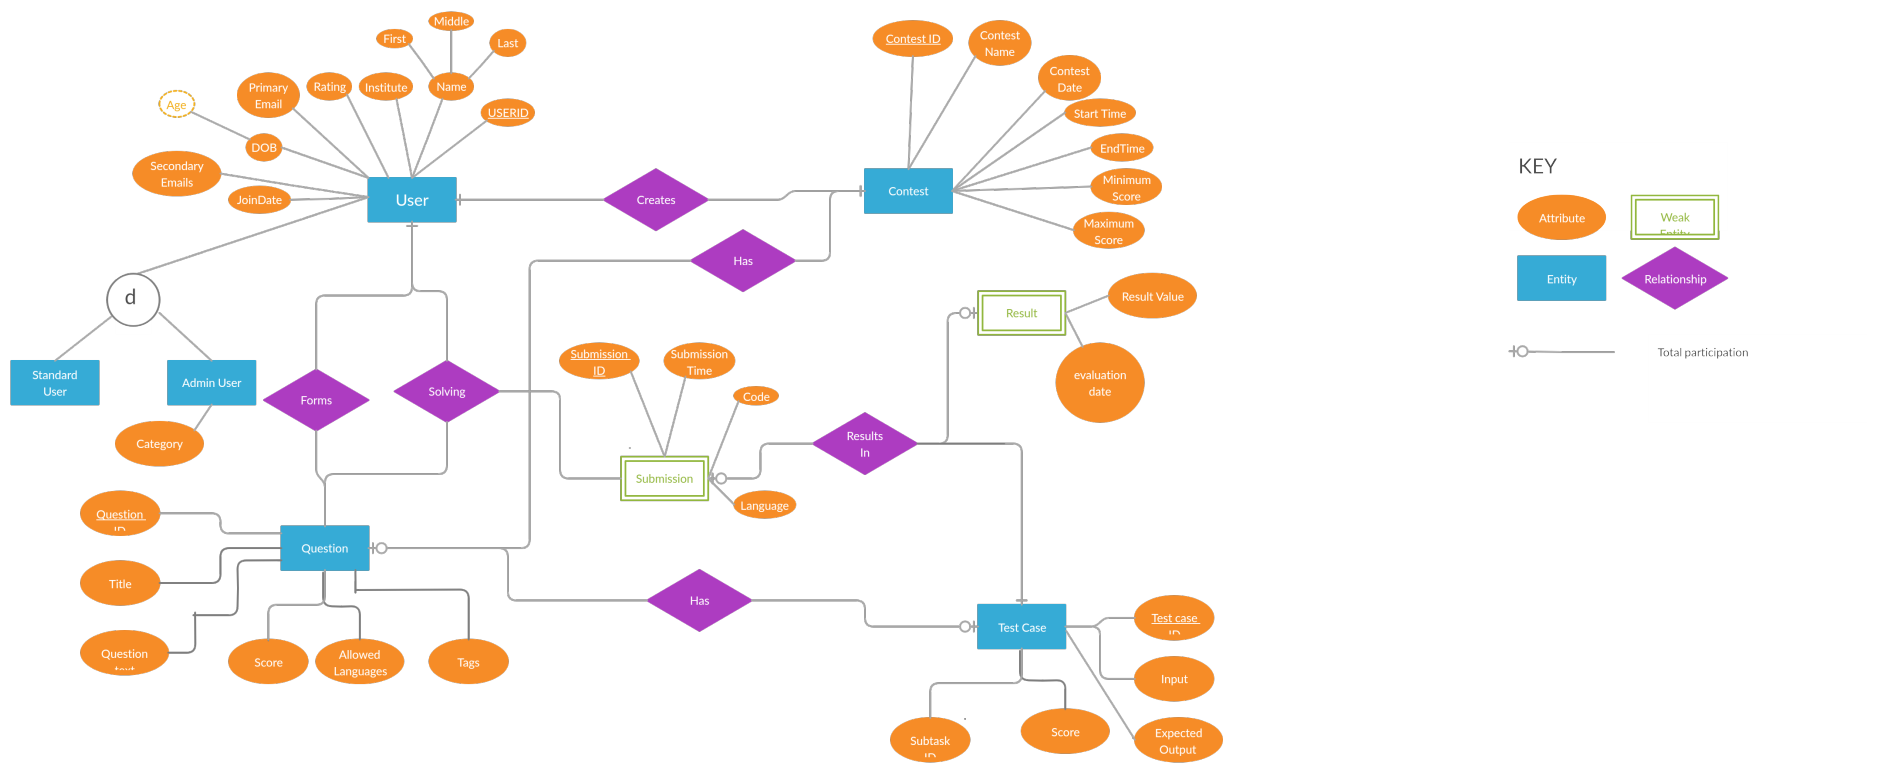 Middle
First
Last
Contest ID
Contest
Name
Primary
Email
Rating
Institute
Name
Contest
Date
Age
USERID
Start Time
DOB
EndTime
Secondary
Emails
JoinDate
User
Creates
Contest
Minimum
Score
Maximum
Score
Has
d
Result
Result Value
Standard
User
Admin User
Forms
Solving
Submission
ID
Submission
Time
Code
evaluation
date
Category
Results
In
Submission
Language
Question
ID
Question
Title
Has
Test Case
Test case
ID
Question
text
Score
Allowed
Languages
Tags
Input
Subtask
ID
Score
Expected
Output
KEY
Attribute
Weak
Entity
Entity
Relationship
Total participation